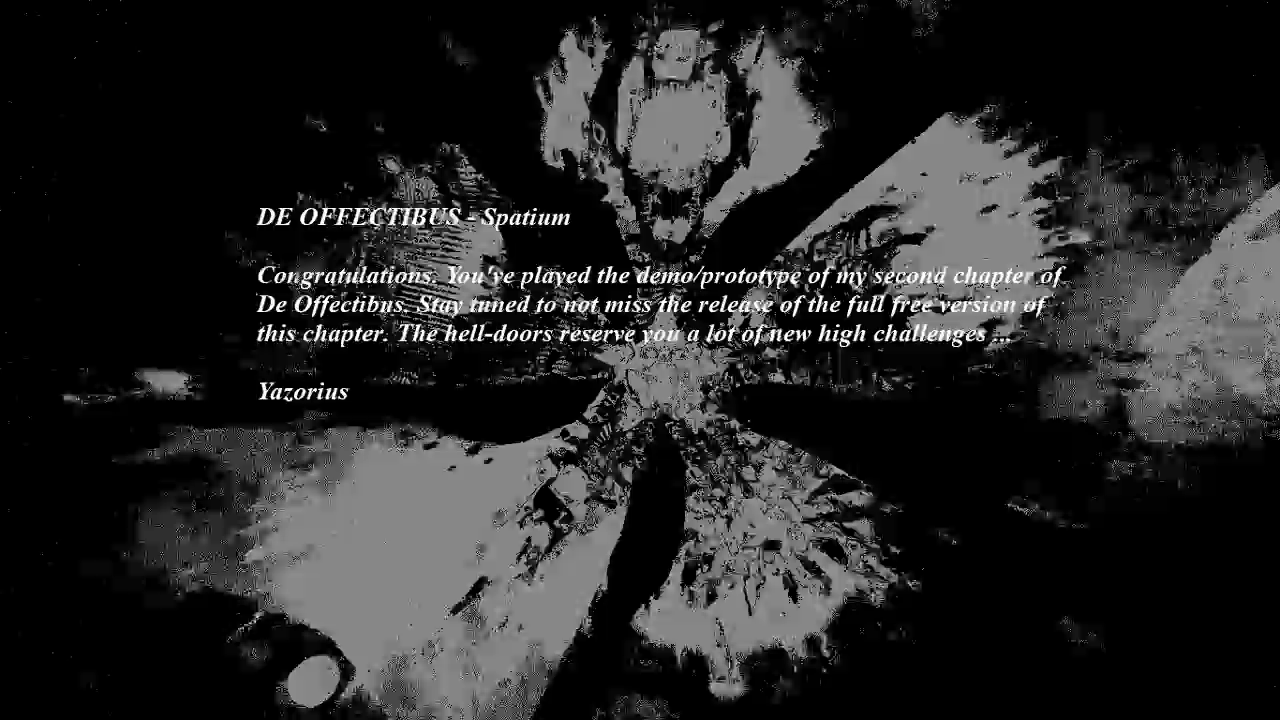 DE OFFECTIBUS - Spatium
Congratulations. You've played the demo/prototype of my second chapter of
De Offectibus. Stay tuned to not miss the release of the full free version of
this chapter. The hell-doors reserve you a lot of new high challenges ...
Yazorius